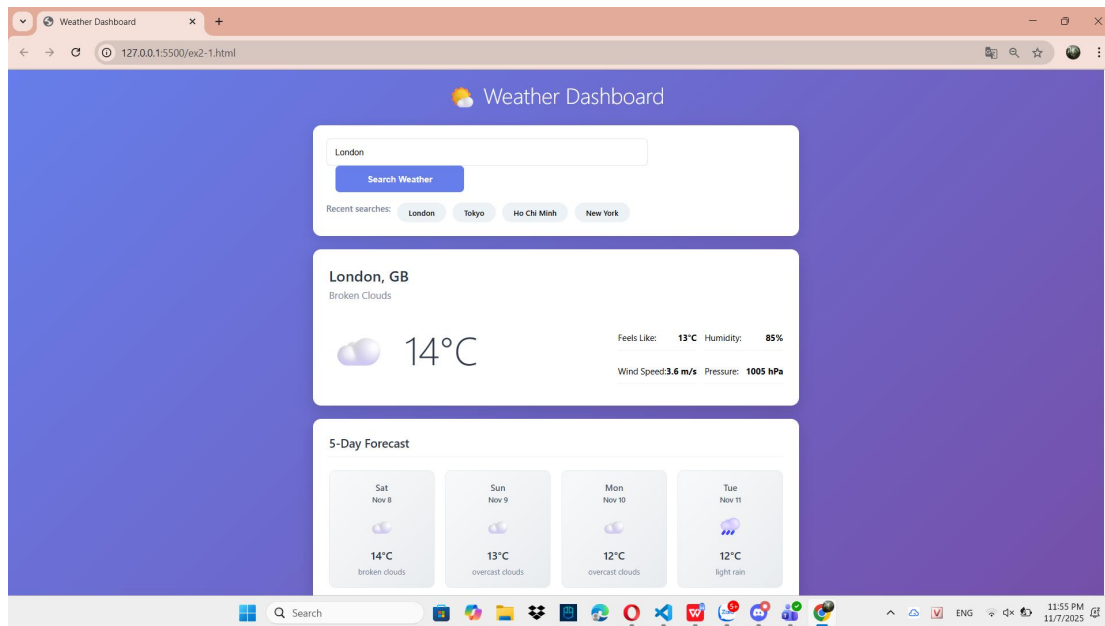 Weather Dashboard
127.0.0.1:5500/ex2-1.html
Weather Dashboard
London
Search Weather
Recent searches: London Tokyo Ho Chi Minh New York
London, GB
Broken Clouds
14°C
Feels Like: 13°C Humidity: 85%
Wind Speed:3.6 m/s Pressure: 1005 hPa
5-Day Forecast
Sat Sun Mon Tue
Nov 8 Nov 9 Nov 10 Nov 11
14°C 13°C 12°C 12°C
broken clouds overcast clouds overcast clouds light rain
Search
ENG
11:55 PM
11/7/2025